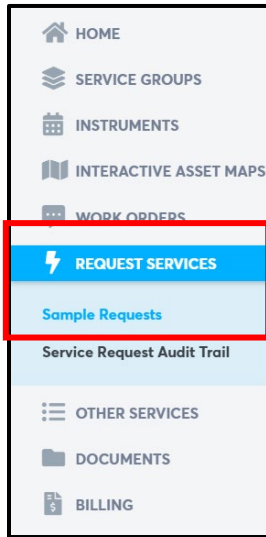 HOME
SERVICE GROUPS
INSTRUMENTS
INTERACTIVE ASSET MAPS
WORK ORDERS
REQUEST SERVICES
Sample Requests
Service Request Audit Trail
OTHER SERVICES
DOCUMENTS
BILLING